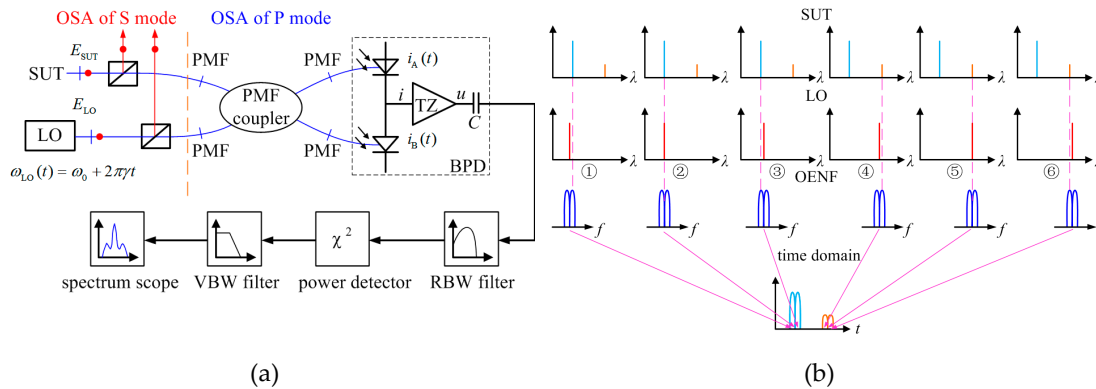 OSA of S mode
OSA of P mode
E_SUT
SUT
PMF
PMF
E_LO
LO
PMF
PMF
PMF
coupler
i_A(t)
i
TZ
u
C
i_B(t)
BPD
ω_LO(t) = ω_0 + 2πγt
χ²
spectrum scope
VBW filter
power detector
RBW filter
(a)
SUT
λ λ λ λ λ λ
LO
λ λ λ λ λ λ
① ② ③ ④ ⑤ ⑥
OENF
f f f f f f
time domain
t
(b)